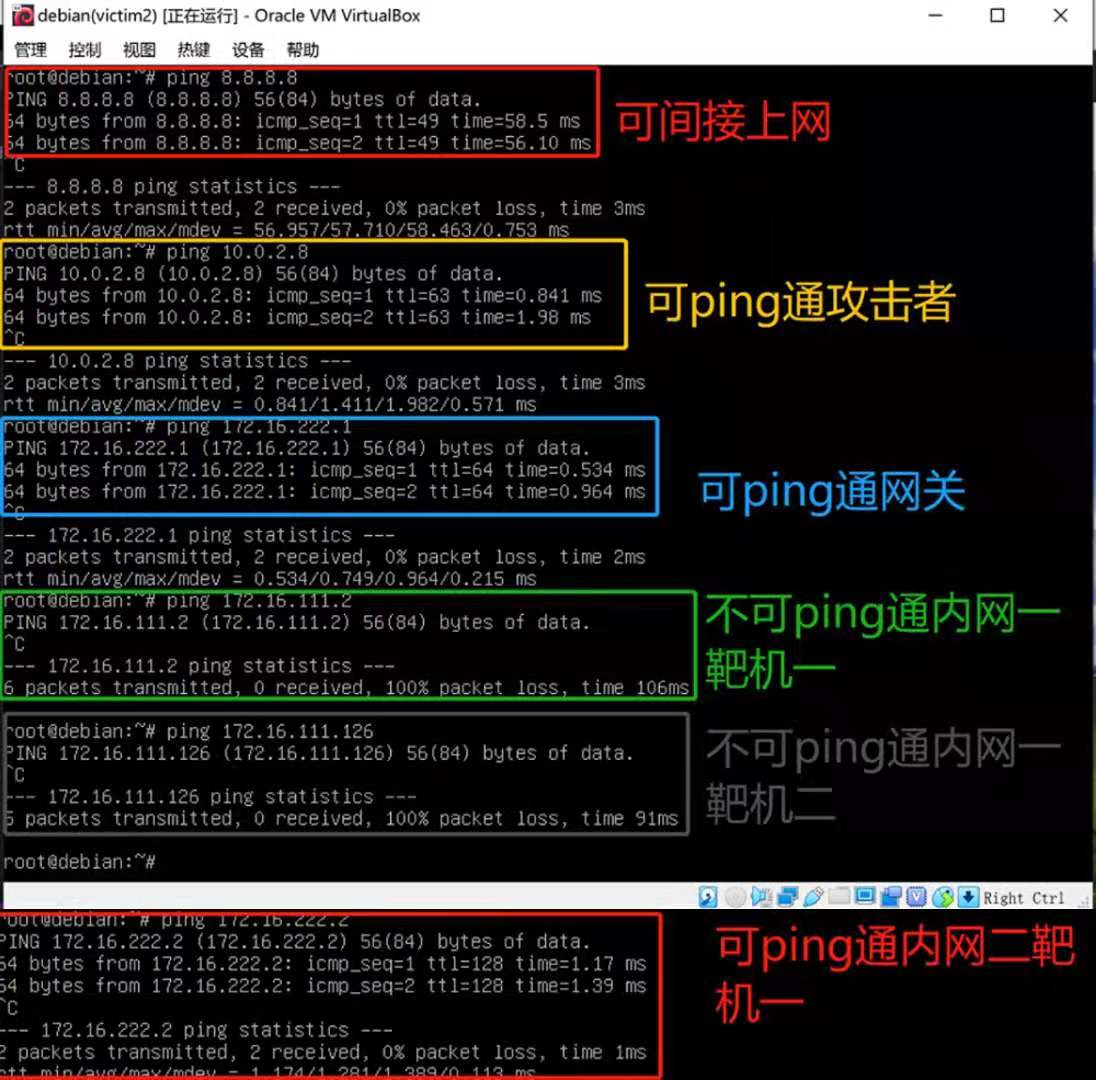 debian(victim2) [正在运行] - Oracle VM VirtualBox
管理 控制 视图 热键 设备 帮助
root@debian:~# ping 8.8.8.8
PING 8.8.8.8 (8.8.8.8) 56(84) bytes of data.
64 bytes from 8.8.8.8: icmp_seq=1 ttl=49 time=58.5 ms
64 bytes from 8.8.8.8: icmp_seq=2 ttl=49 time=56.10 ms
可间接上网
^C
--- 8.8.8.8 ping statistics ---
2 packets transmitted, 2 received, 0% packet loss, time 3ms
rtt min/avg/max/mdev = 56.957/57.710/58.463/0.753 ms
root@debian:~# ping 10.0.2.8
PING 10.0.2.8 (10.0.2.8) 56(84) bytes of data.
64 bytes from 10.0.2.8: icmp_seq=1 ttl=63 time=0.841 ms
64 bytes from 10.0.2.8: icmp_seq=2 ttl=63 time=1.98 ms
可ping通攻击者
^C
--- 10.0.2.8 ping statistics ---
2 packets transmitted, 2 received, 0% packet loss, time 3ms
rtt min/avg/max/mdev = 0.841/1.411/1.982/0.571 ms
root@debian:~# ping 172.16.222.1
PING 172.16.222.1 (172.16.222.1) 56(84) bytes of data.
64 bytes from 172.16.222.1: icmp_seq=1 ttl=64 time=0.534 ms
64 bytes from 172.16.222.1: icmp_seq=2 ttl=64 time=0.964 ms
可ping通网关
^C
--- 172.16.222.1 ping statistics ---
2 packets transmitted, 2 received, 0% packet loss, time 2ms
rtt min/avg/max/mdev = 0.534/0.749/0.964/0.215 ms
root@debian:~# ping 172.16.111.2
PING 172.16.111.2 (172.16.111.2) 56(84) bytes of data.
^C
--- 172.16.111.2 ping statistics ---
6 packets transmitted, 0 received, 100% packet loss, time 106ms
不可ping通内网一
靶机一
root@debian:~# ping 172.16.111.126
PING 172.16.111.126 (172.16.111.126) 56(84) bytes of data.
^C
--- 172.16.111.126 ping statistics ---
5 packets transmitted, 0 received, 100% packet loss, time 91ms
不可ping通内网一
靶机二
root@debian:~#
Right Ctrl
root@debian:~# ping 172.16.222.2
PING 172.16.222.2 (172.16.222.2) 56(84) bytes of data.
64 bytes from 172.16.222.2: icmp_seq=1 ttl=128 time=1.17 ms
64 bytes from 172.16.222.2: icmp_seq=2 ttl=128 time=1.39 ms
^C
--- 172.16.222.2 ping statistics ---
2 packets transmitted, 2 received, 0% packet loss, time 1ms
rtt min/avg/max/mdev = 1.174/1.281/1.389/0.113 ms
可ping通内网二靶
机一